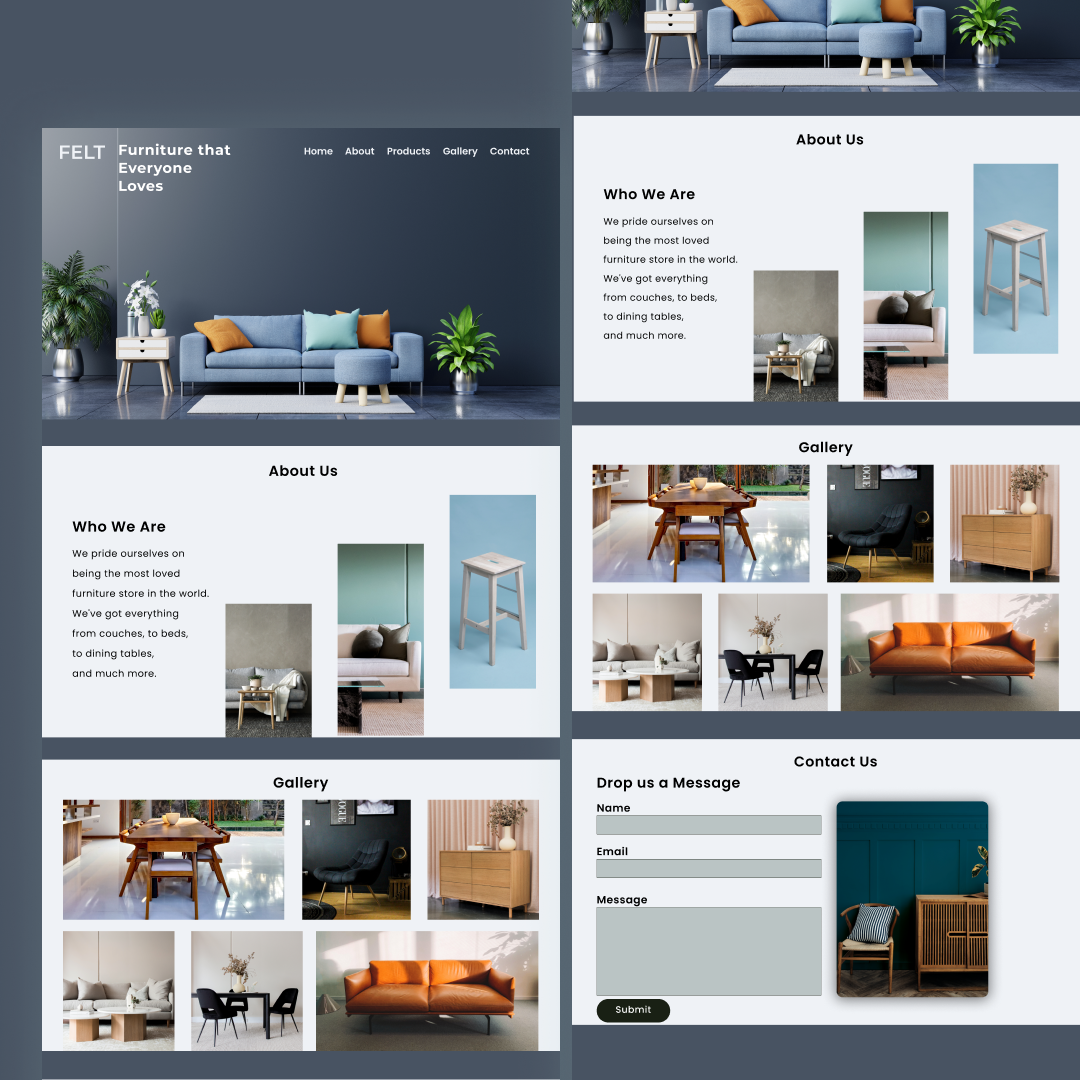 FELT
Furniture that
Everyone
Loves
Home About Products Gallery Contact
About Us
Who We Are
We pride ourselves on
being the most loved
furniture store in the world.
We've got everything
from couches, to beds,
to dining tables,
and much more.
Gallery
About Us
Who We Are
We pride ourselves on
being the most loved
furniture store in the world.
We've got everything
from couches, to beds,
to dining tables,
and much more.
Gallery
Contact Us
Drop us a Message
Name
Email
Message
Submit